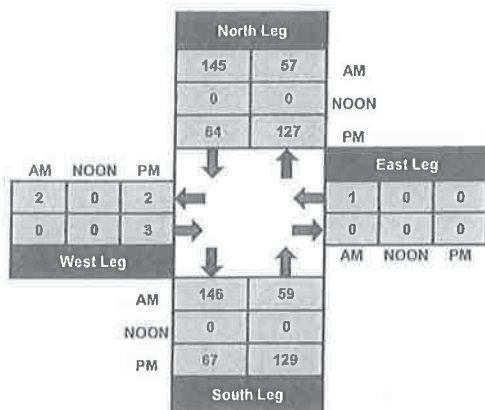 North Leg
145 57 AM
0 0 NOON
64 127 PM
AM NOON PM
2 0 2
0 0 3
West Leg
East Leg
1 0 0
0 0 0
AM NOON PM
AM 146 59
NOON 0 0
PM 67 129
South Leg